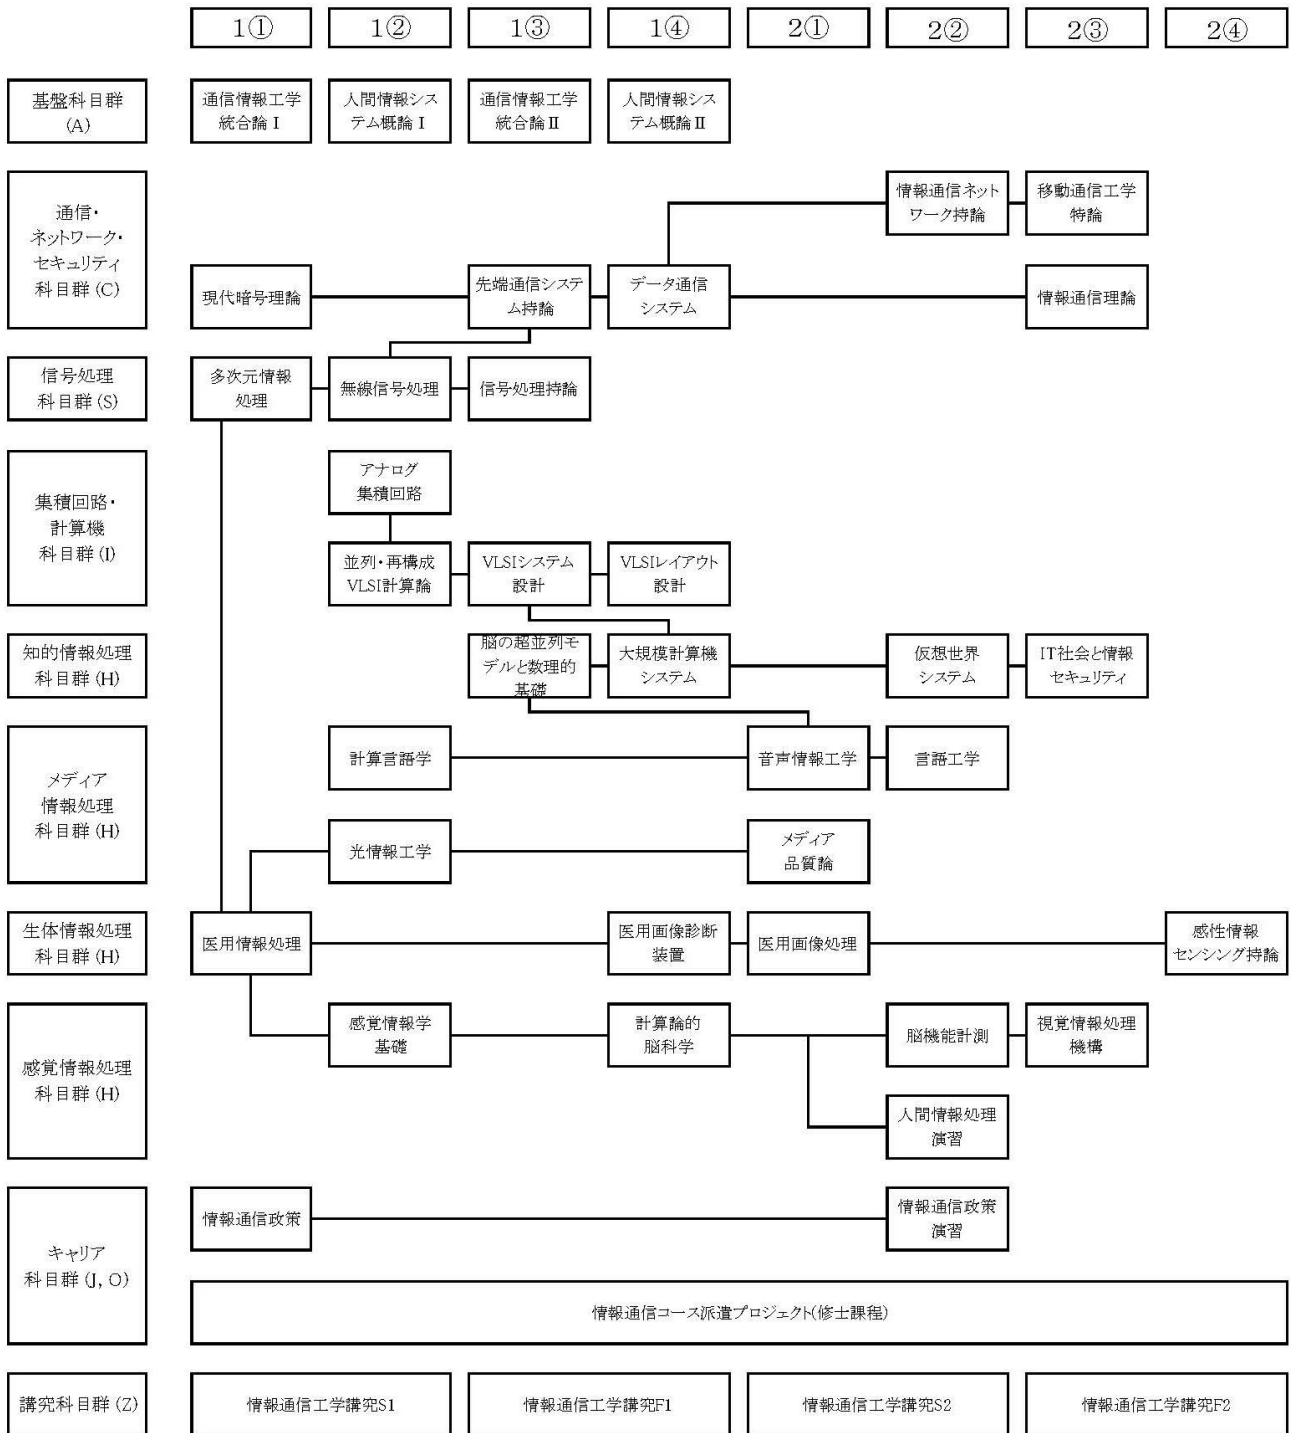 1① 1② 1③ 1④ 2① 2② 2③ 2④
基盤科目群
(A)
通信情報工学
統合論Ⅰ
人間情報シス
テム概論Ⅰ
通信情報工学
統合論Ⅱ
人間情報シス
テム概論Ⅱ
通信・
ネットワーク・
セキュリティ
科目群(C)
情報通信ネット
ワーク持論
移動通信工学
特論
現代暗号理論
先端通信システ
ム持論
データ通信
システム
情報通信理論
信号処理
科目群(S)
多次元情報
処理
無線信号処理
信号処理持論
集積回路・
計算機
科目群(I)
アナログ
集積回路
並列・再構成
VLSI計算論
VLSIシステム
設計
VLSIレイアウト
設計
知的情報処理
科目群(H)
脳の超並列モ
デルと数理的
基礎
大規模計算機
システム
仮想世界
システム
IT社会と情報
セキュリティ
メディア
情報処理
科目群(H)
計算言語学
音声情報工学
言語工学
光情報工学
メディア
品質論
生体情報処理
科目群(H)
医用情報処理
医用画像診断
装置
医用画像処理
感性情報
センシング持論
感覚情報処理
科目群(H)
感覚情報学
基礎
計算論的
脳科学
脳機能計測
視覚情報処理
機構
人間情報処理
演習
キャリア
科目群(J, O)
情報通信政策
情報通信政策
演習
情報通信コース派遣プロジェクト(修士課程)
講究科目群(Z)
情報通信工学講究S1
情報通信工学講究F1
情報通信工学講究S2
情報通信工学講究F2